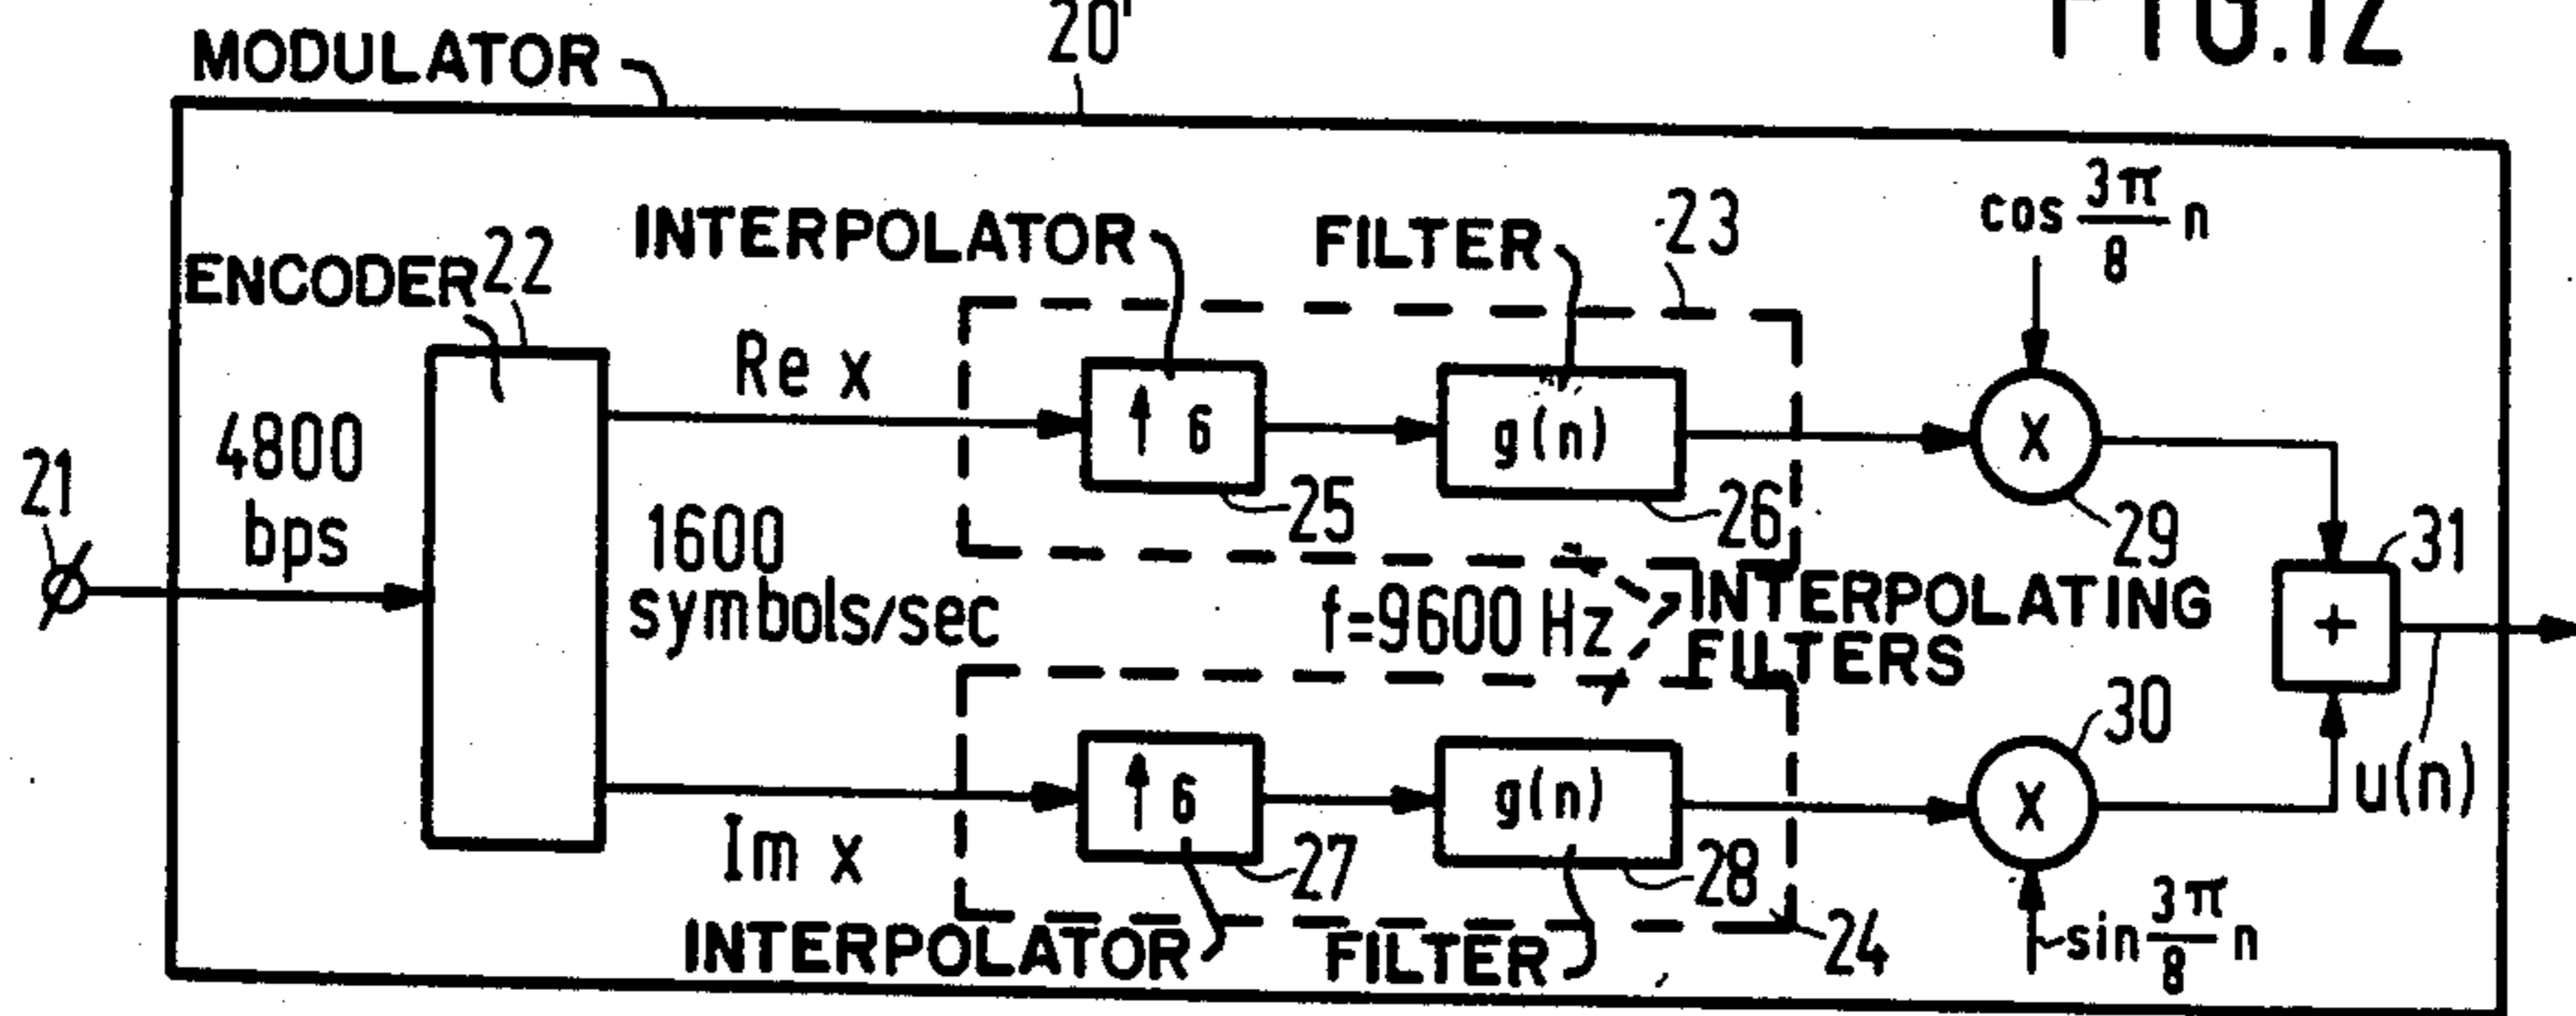 FIG.12
20'
MODULATOR
cos 3π/8 n
23
INTERPOLATOR
FILTER
ENCODER 22
Re x
↑ 6
g(n)
X
4800
bps
21
25
26
29
31
1600
symbols/sec
f=9600 Hz
INTERPOLATING
FILTERS
+
30
↑ 6
g(n)
X
u(n)
Im x
27
28
24
-sin 3π/8 n
INTERPOLATOR
FILTER